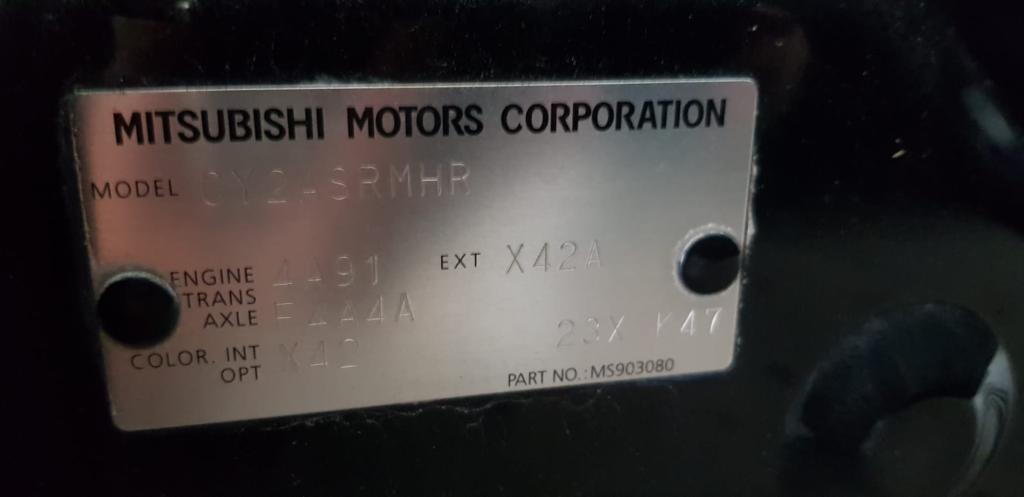 MITSUBISHI MOTORS CORPORATION
MODEL CY2ASRMHR
ENGINE 4A91 EXT X42A
TRANS
AXLE F4A4A
23X K47
COLOR. INT X42
OPT
PART NO.:MS903080